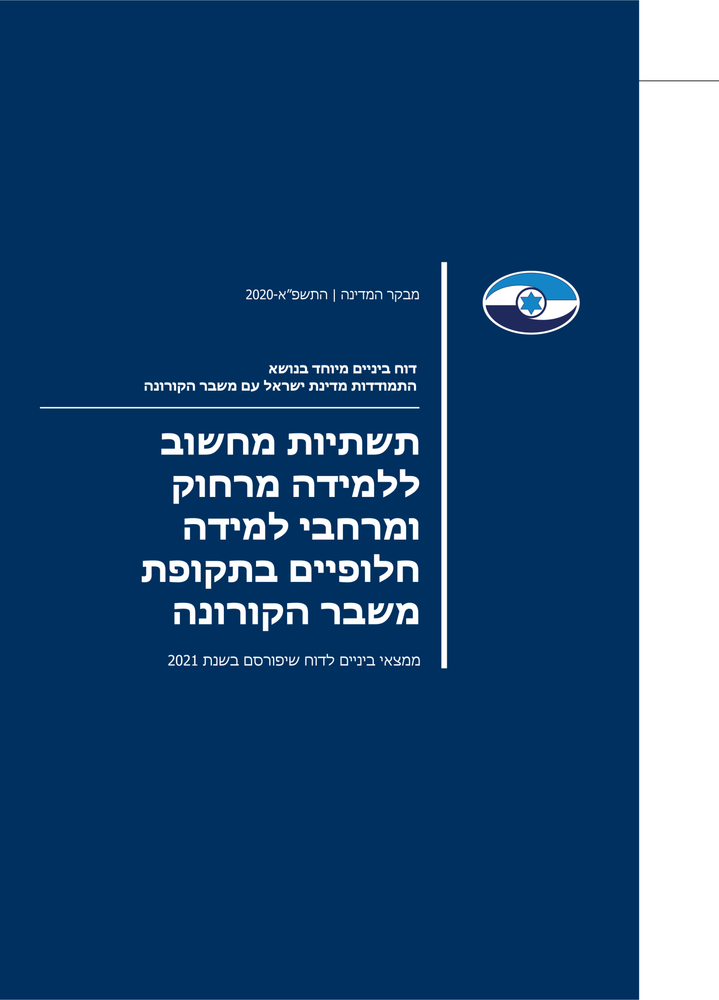 מבקר המדינה | התשפ"א-2020
דוח ביניים מיוחד בנושא
התמודדות מדינת ישראל עם משבר הקורונה
תשתיות מחשוב
ללמידה מרחוק
ומרחבי למידה
חלופיים בתקופת
משבר הקורונה
ממצאי ביניים לדוח שיפורסם בשנת 2021